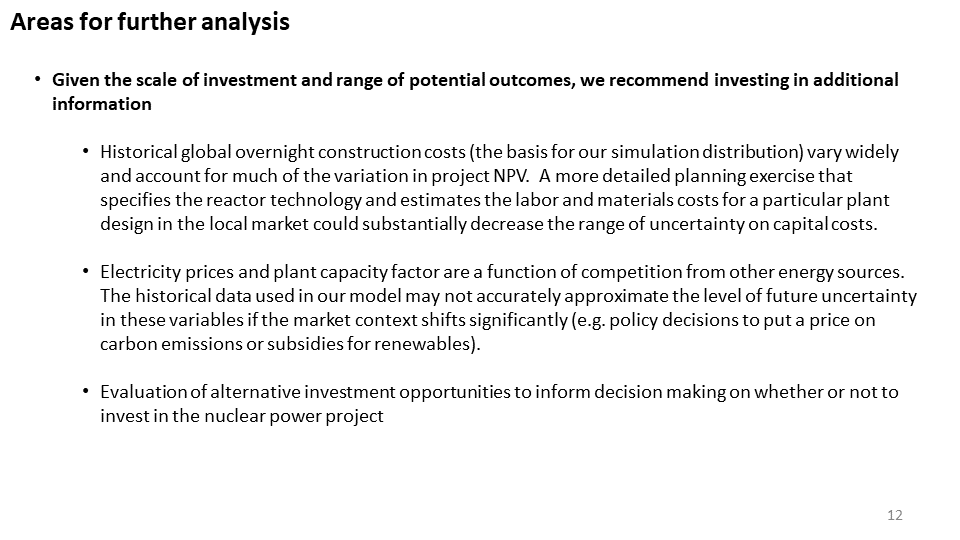 Areas for further analysis
• Given the scale of investment and range of potential outcomes, we recommend investing in additional
information
• Historical global overnight construction costs (the basis for our simulation distribution) vary widely
and account for much of the variation in project NPV.  A more detailed planning exercise that
specifies the reactor technology and estimates the labor and materials costs for a particular plant
design in the local market could substantially decrease the range of uncertainty on capital costs.
• Electricity prices and plant capacity factor are a function of competition from other energy sources.
The historical data used in our model may not accurately approximate the level of future uncertainty
in these variables if the market context shifts significantly (e.g. policy decisions to put a price on
carbon emissions or subsidies for renewables).
• Evaluation of alternative investment opportunities to inform decision making on whether or not to
invest in the nuclear power project
12